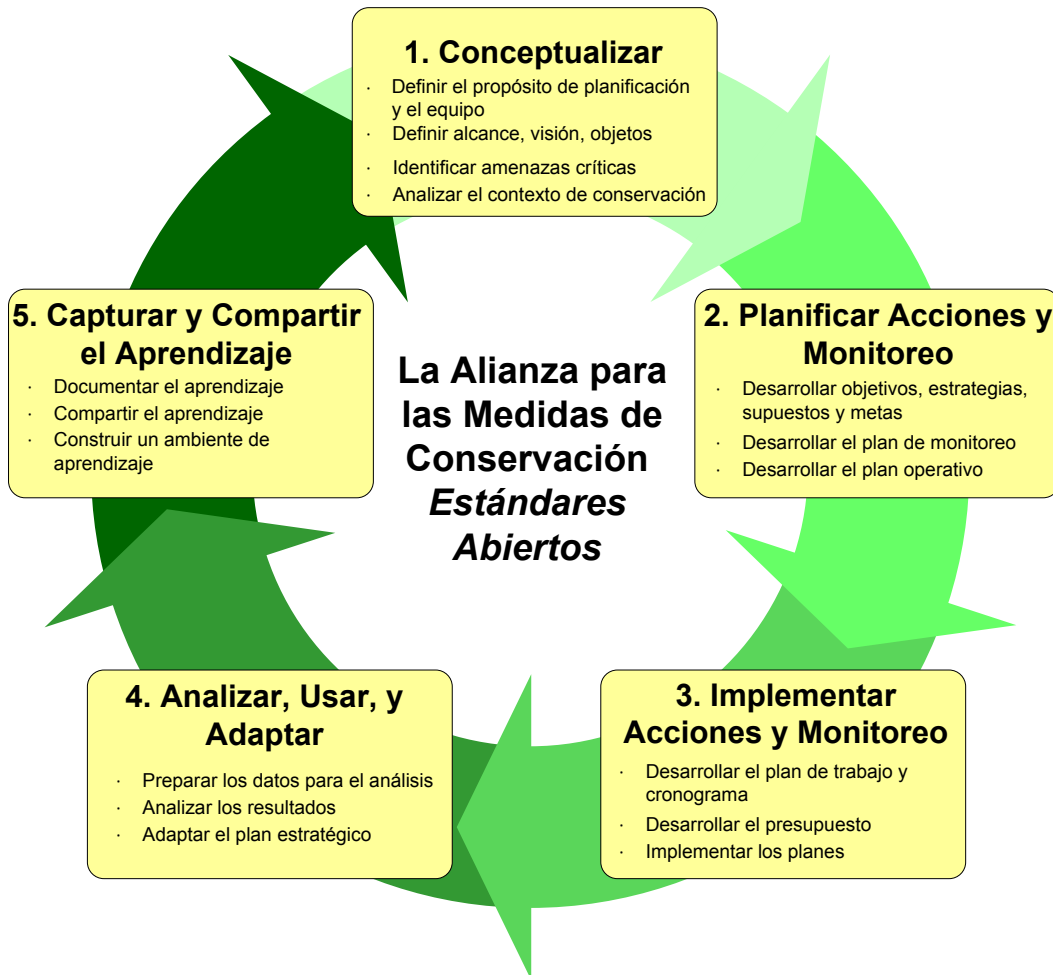 1. Conceptualizar
· Definir el propósito de planificación
y el equipo
· Definir alcance, visión, objetos
· Identificar amenazas críticas
· Analizar el contexto de conservación
2. Planificar Acciones y
Monitoreo
· Desarrollar objetivos, estrategias,
supuestos y metas
· Desarrollar el plan de monitoreo
· Desarrollar el plan operativo
3. Implementar
Acciones y Monitoreo
· Desarrollar el plan de trabajo y
cronograma
· Desarrollar el presupuesto
· Implementar los planes
4. Analizar, Usar, y
Adaptar
· Preparar los datos para el análisis
· Analizar los resultados
· Adaptar el plan estratégico
5. Capturar y Compartir
el Aprendizaje
· Documentar el aprendizaje
· Compartir el aprendizaje
· Construir un ambiente de
aprendizaje
La Alianza para
las Medidas de
Conservación
Estándares
Abiertos